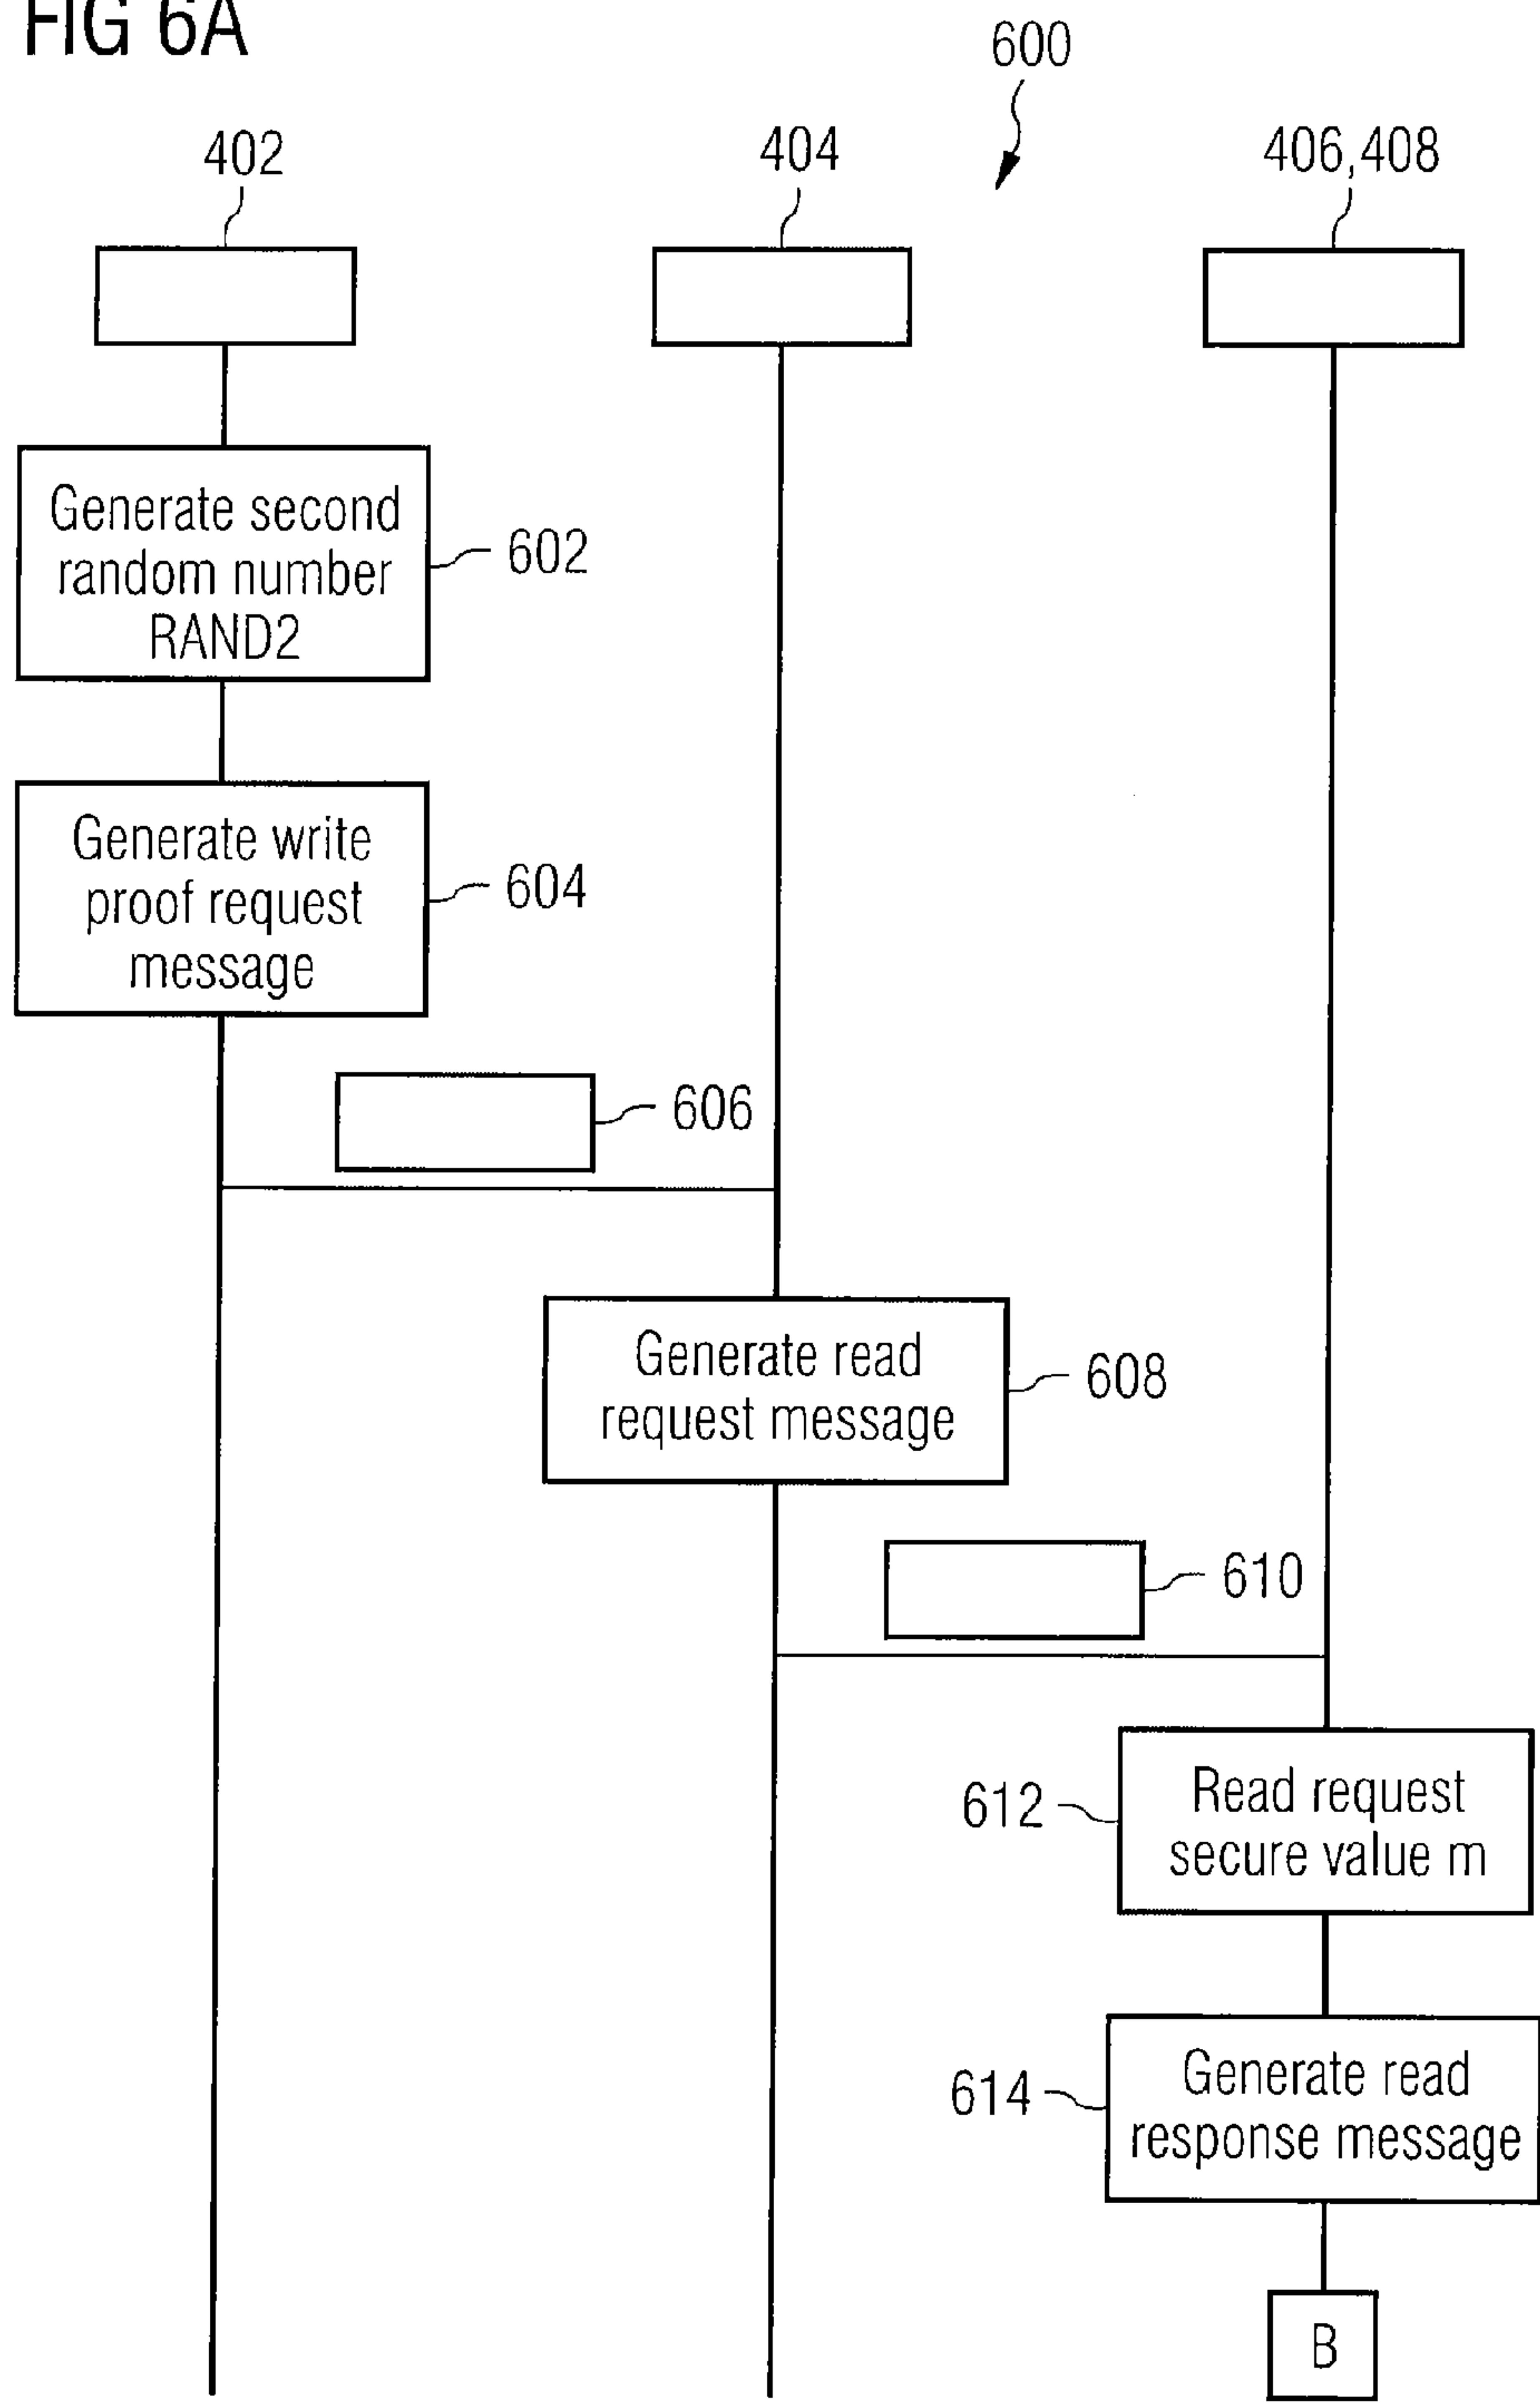 FIG 6A
600
402
404
406,408
Generate second
random number
RAND2
602
Generate write
proof request
message
604
606
Generate read
request message
608
610
612
Read request
secure value m
614
Generate read
response message
B